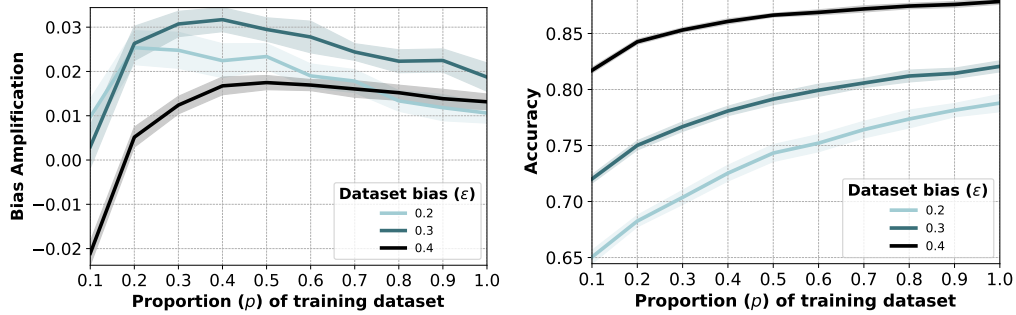 0.03
0.02
0.01
0.00
−0.01
−0.02
Bias Amplification
Dataset bias (ε)
0.2
0.3
0.4
0.1 0.2 0.3 0.4 0.5 0.6 0.7 0.8 0.9 1.0
Proportion (p) of training dataset
0.85
0.80
0.75
0.70
0.65
Accuracy
Dataset bias (ε)
0.2
0.3
0.4
0.1 0.2 0.3 0.4 0.5 0.6 0.7 0.8 0.9 1.0
Proportion (p) of training dataset